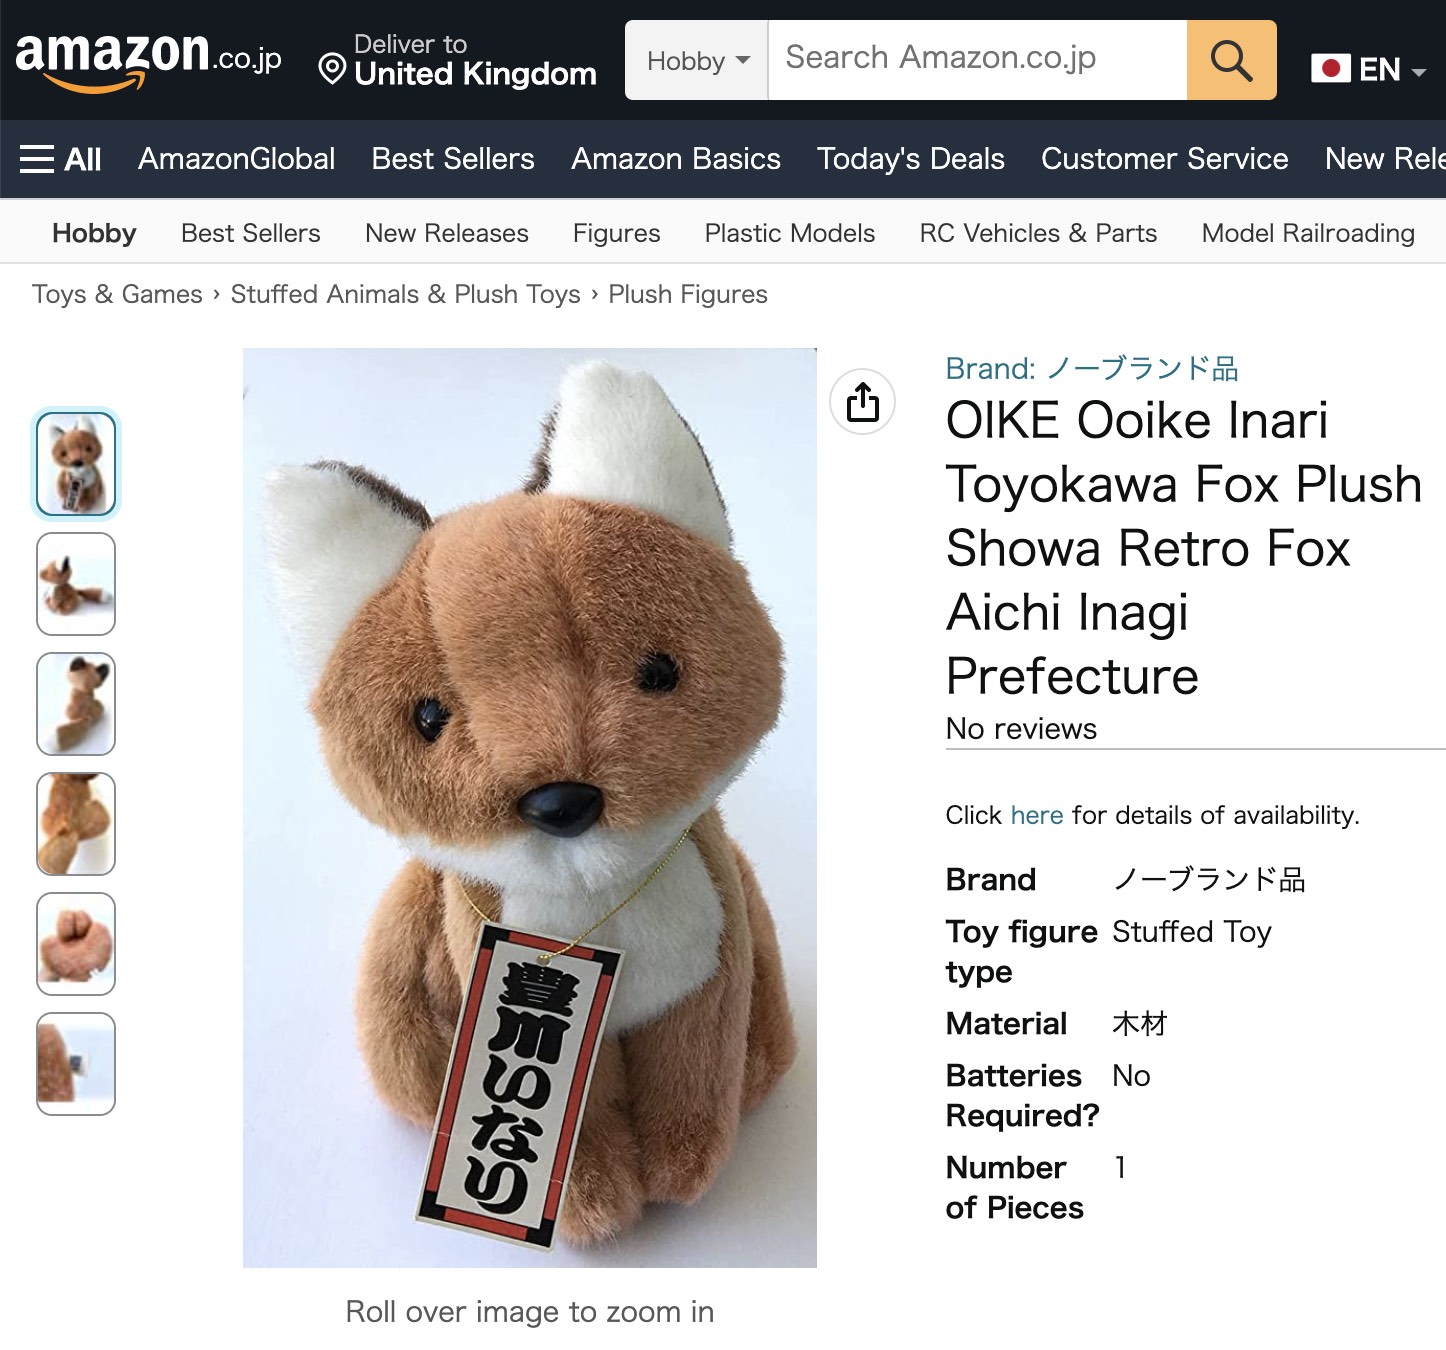 amazon.co.jp
Deliver to
United Kingdom
Hobby
Search Amazon.co.jp
EN
All
AmazonGlobal
Best Sellers
Amazon Basics
Today's Deals
Customer Service
New Rele
Hobby
Best Sellers
New Releases
Figures
Plastic Models
RC Vehicles & Parts
Model Railroading
Toys & Games › Stuffed Animals & Plush Toys › Plush Figures
豊川いなり
Roll over image to zoom in
Brand: ノーブランド品
OIKE Ooike Inari
Toyokawa Fox Plush
Showa Retro Fox
Aichi Inagi
Prefecture
No reviews
Click here for details of availability.
Brand ノーブランド品
Toy figure Stuffed Toy
type
Material 木材
Batteries No
Required?
Number 1
of Pieces